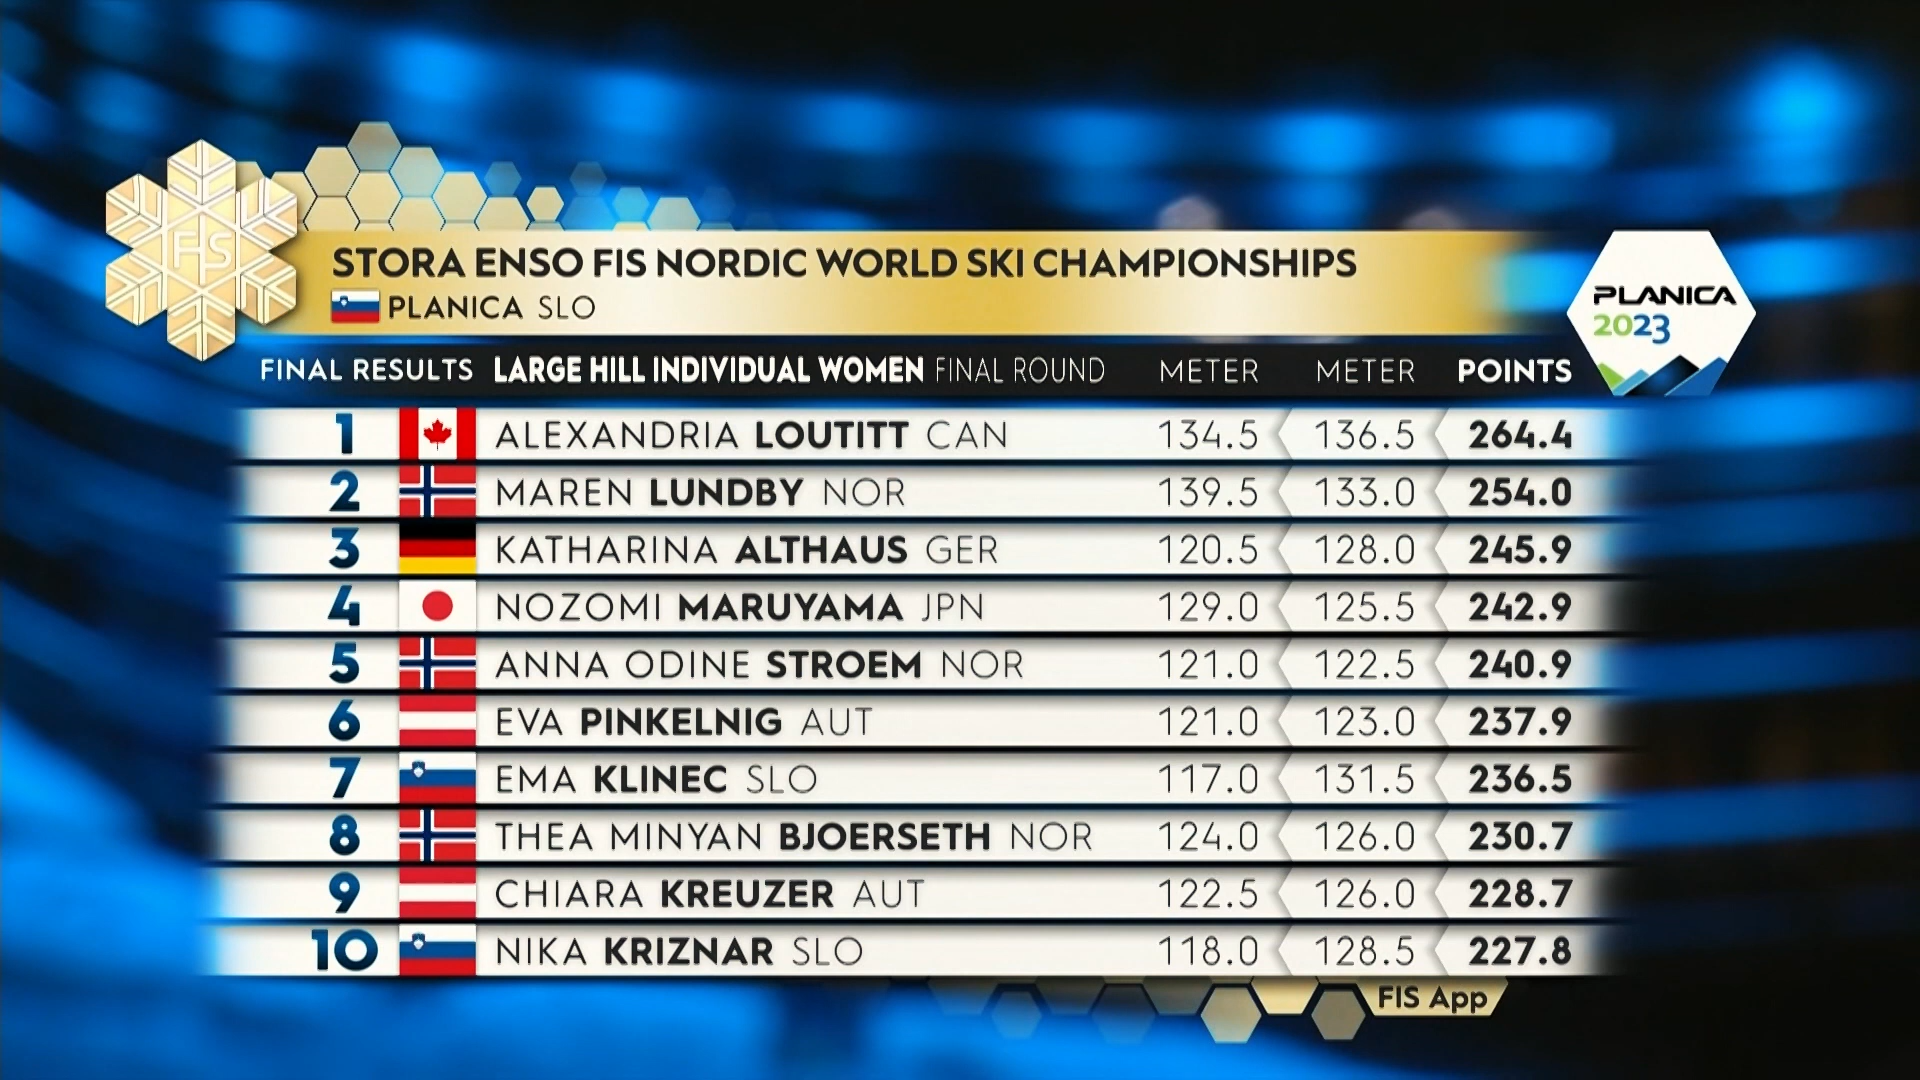 FIS
STORA ENSO FIS NORDIC WORLD SKI CHAMPIONSHIPS
PLANICA SLO
PLANICA
2023
FINAL RESULTS LARGE HILL INDIVIDUAL WOMEN FINAL ROUND METER METER POINTS
1 ALEXANDRIA LOUTITT CAN 134.5 136.5 264.4
2 MAREN LUNDBY NOR 139.5 133.0 254.0
3 KATHARINA ALTHAUS GER 120.5 128.0 245.9
4 NOZOMI MARUYAMA JPN 129.0 125.5 242.9
5 ANNA ODINE STROEM NOR 121.0 122.5 240.9
6 EVA PINKELNIG AUT 121.0 123.0 237.9
7 EMA KLINEC SLO 117.0 131.5 236.5
8 THEA MINYAN BJOERSETH NOR 124.0 126.0 230.7
9 CHIARA KREUZER AUT 122.5 126.0 228.7
10 NIKA KRIZNAR SLO 118.0 128.5 227.8
FIS App